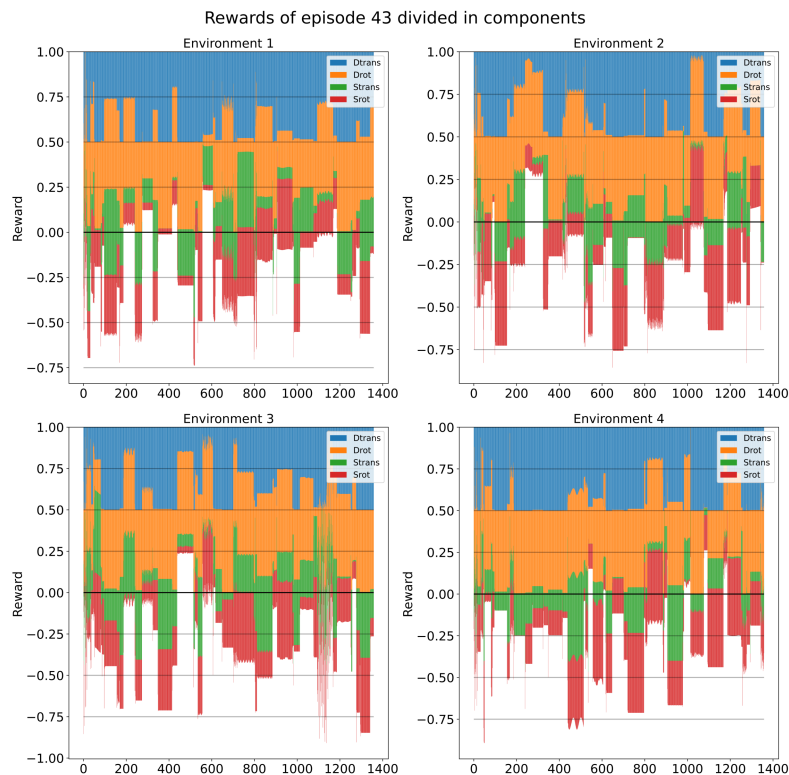 Rewards of episode 43 divided in components
Environment 1
Reward
1.00
0.75
0.50
0.25
0.00
−0.25
−0.50
−0.75
0 200 400 600 800 1000 1200 1400
Dtrans
Drot
Strans
Srot
Environment 2
Reward
1.00
0.75
0.50
0.25
0.00
−0.25
−0.50
−0.75
0 200 400 600 800 1000 1200 1400
Dtrans
Drot
Strans
Srot
Environment 3
Reward
1.00
0.75
0.50
0.25
0.00
−0.25
−0.50
−0.75
−1.00
0 200 400 600 800 1000 1200 1400
Dtrans
Drot
Strans
Srot
Environment 4
Reward
1.00
0.75
0.50
0.25
0.00
−0.25
−0.50
−0.75
0 200 400 600 800 1000 1200 1400
Dtrans
Drot
Strans
Srot